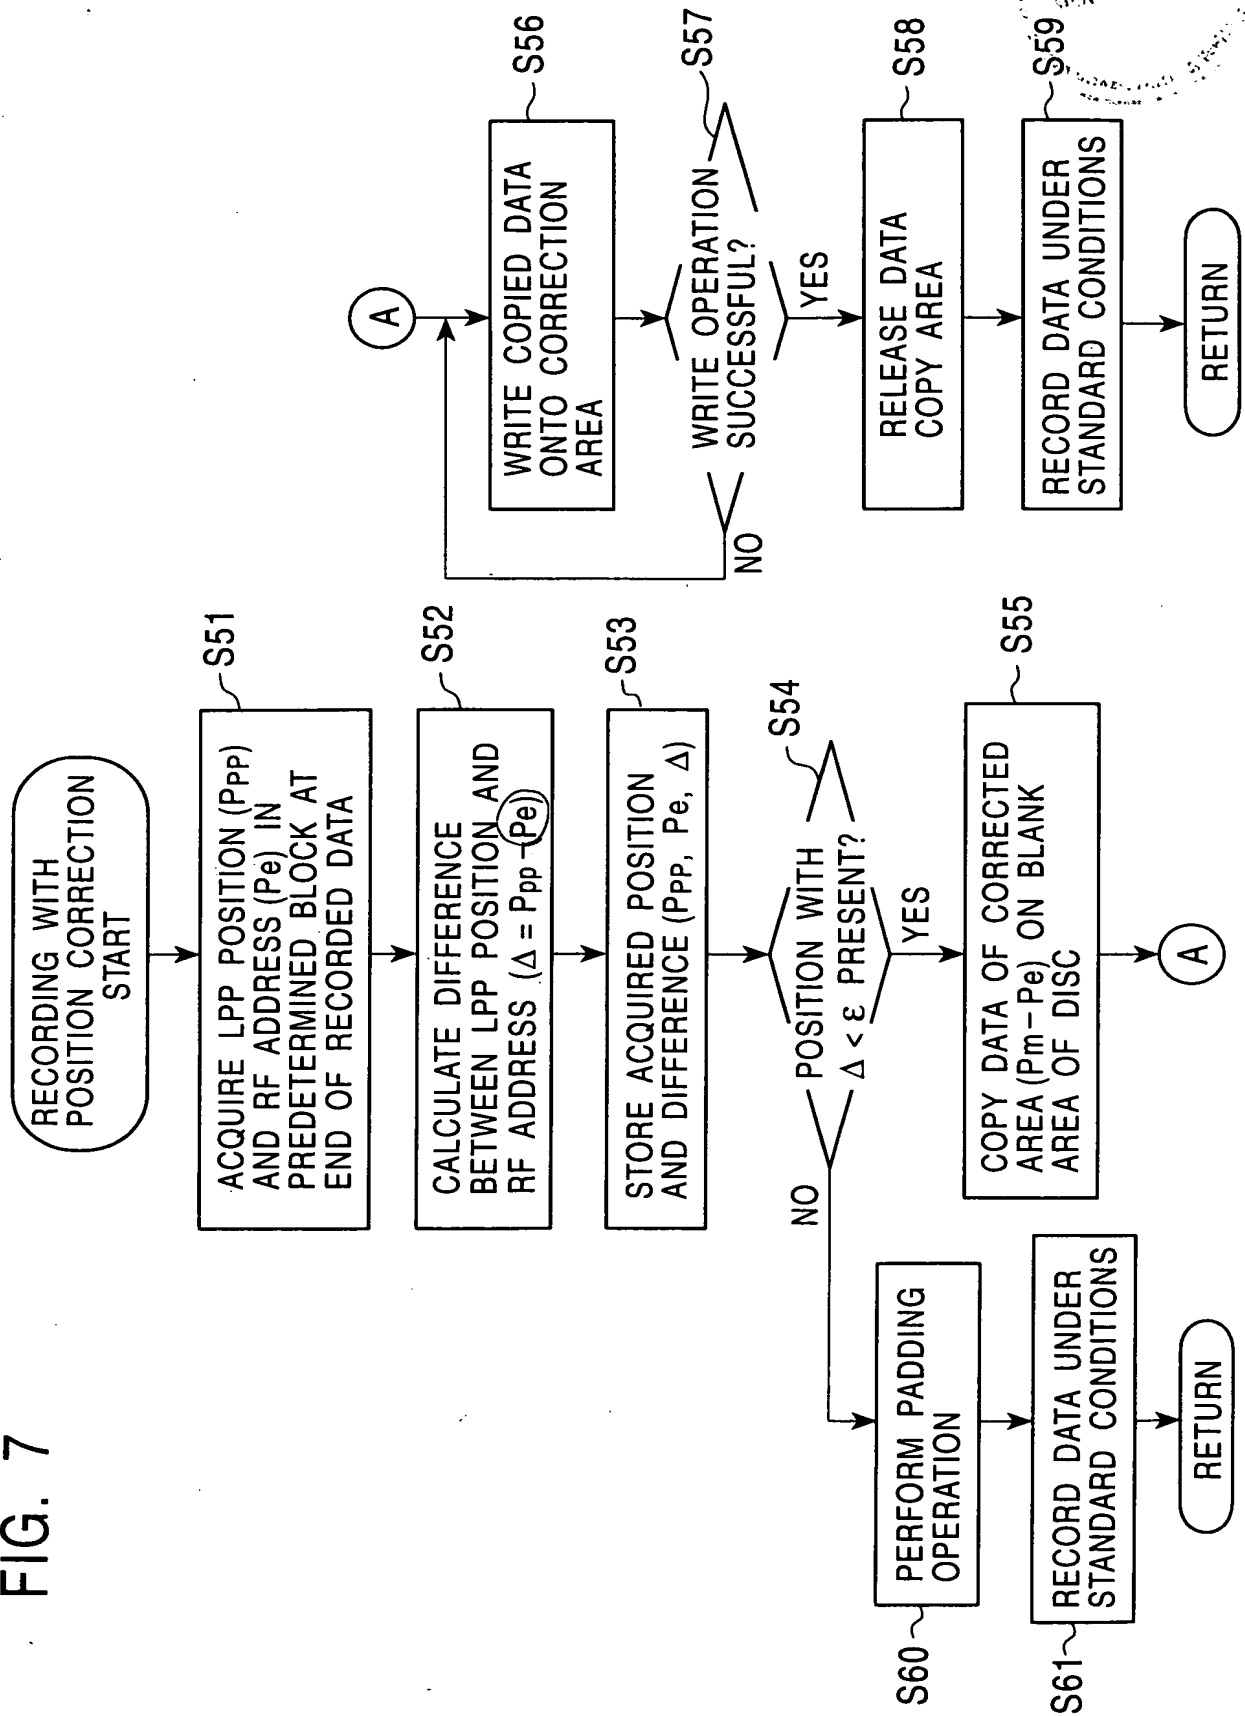 FIG. 7
RECORDING WITH
POSITION CORRECTION
START
ACQUIRE LPP POSITION (PPP)
AND RF ADDRESS (Pe) IN
PREDETERMINED BLOCK AT
END OF RECORDED DATA
S51
CALCULATE DIFFERENCE
BETWEEN LPP POSITION AND
RF ADDRESS (Δ = Ppp - Pe)
S52
STORE ACQUIRED POSITION
AND DIFFERENCE (PPP, Pe, Δ)
S53
POSITION WITH
Δ < ε PRESENT?
S54
NO
YES
COPY DATA OF CORRECTED
AREA (Pm-Pe) ON BLANK
AREA OF DISC
S55
A
PERFORM PADDING
OPERATION
S60
RECORD DATA UNDER
STANDARD CONDITIONS
S61
RETURN
A
WRITE COPIED DATA
ONTO CORRECTION
AREA
S56
WRITE OPERATION
SUCCESSFUL?
S57
NO
YES
RELEASE DATA
COPY AREA
S58
RECORD DATA UNDER
STANDARD CONDITIONS
S59
RETURN